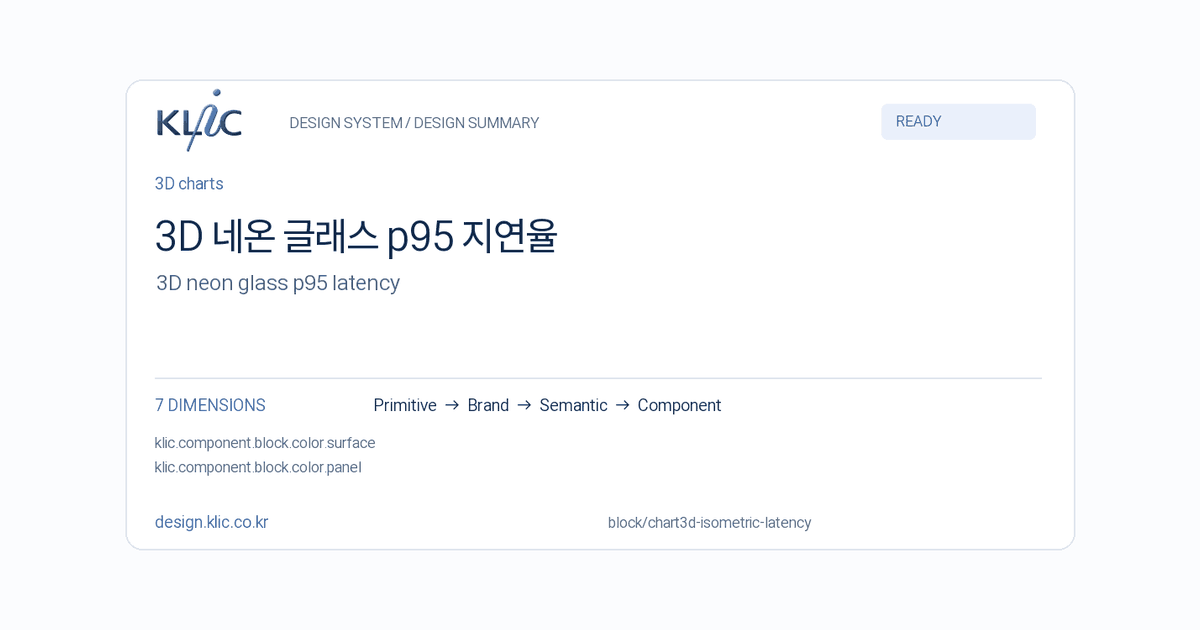 KLiC
DESIGN SYSTEM / DESIGN SUMMARY
READY
3D charts
3D 네온 글래스 p95 지연율
3D neon glass p95 latency
7 DIMENSIONS
Primitive → Brand → Semantic → Component
klic.component.block.color.surface
klic.component.block.color.panel
design.klic.co.kr
block/chart3d-isometric-latency